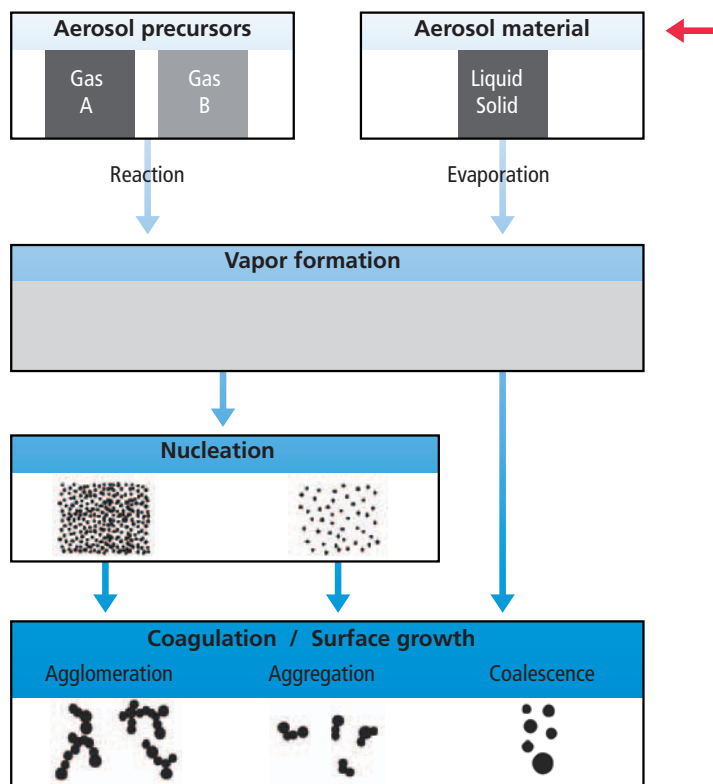 Aerosol precursors
Aerosol material
Gas
A
Gas
B
Liquid
Solid
Reaction
Evaporation
Vapor formation
Nucleation
Coagulation / Surface growth
Agglomeration
Aggregation
Coalescence